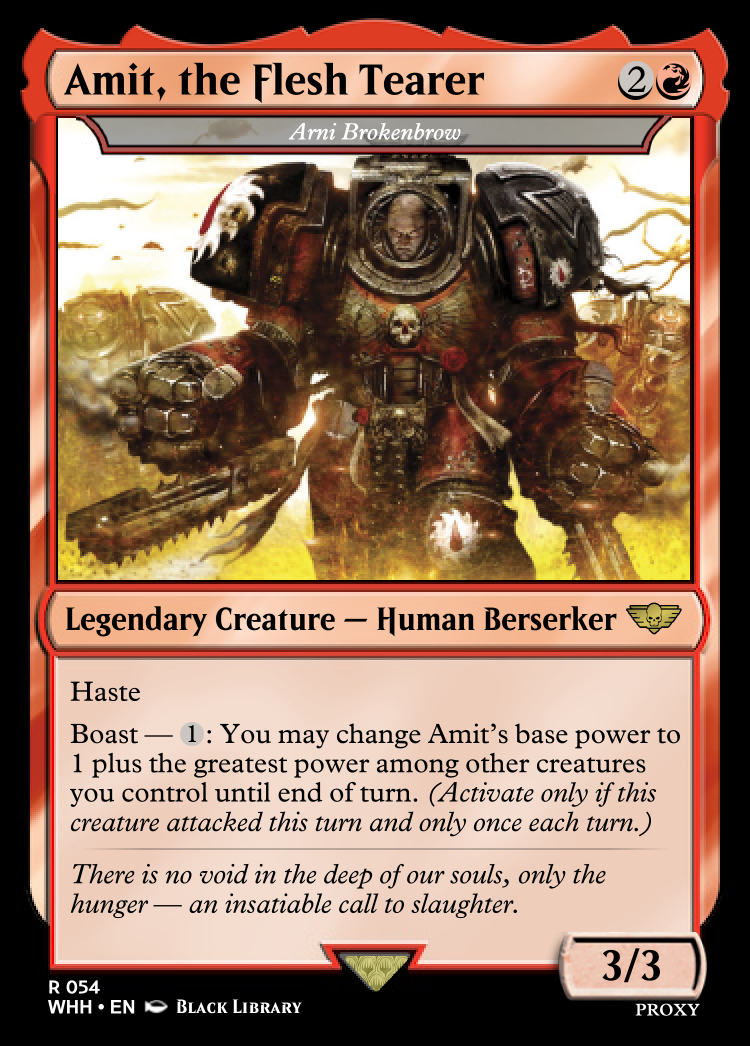 Amit, the Flesh Tearer 2
Arni Brokenbrow
Legendary Creature — Human Berserker
Haste
Boast — 1: You may change Amit's base power to
1 plus the greatest power among other creatures
you control until end of turn. (Activate only if this
creature attacked this turn and only once each turn.)
There is no void in the deep of our souls, only the
hunger — an insatiable call to slaughter.
3/3
R 054
WHH • EN BLACK LIBRARY
PROXY